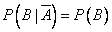 P(B | A̅) = P(B)